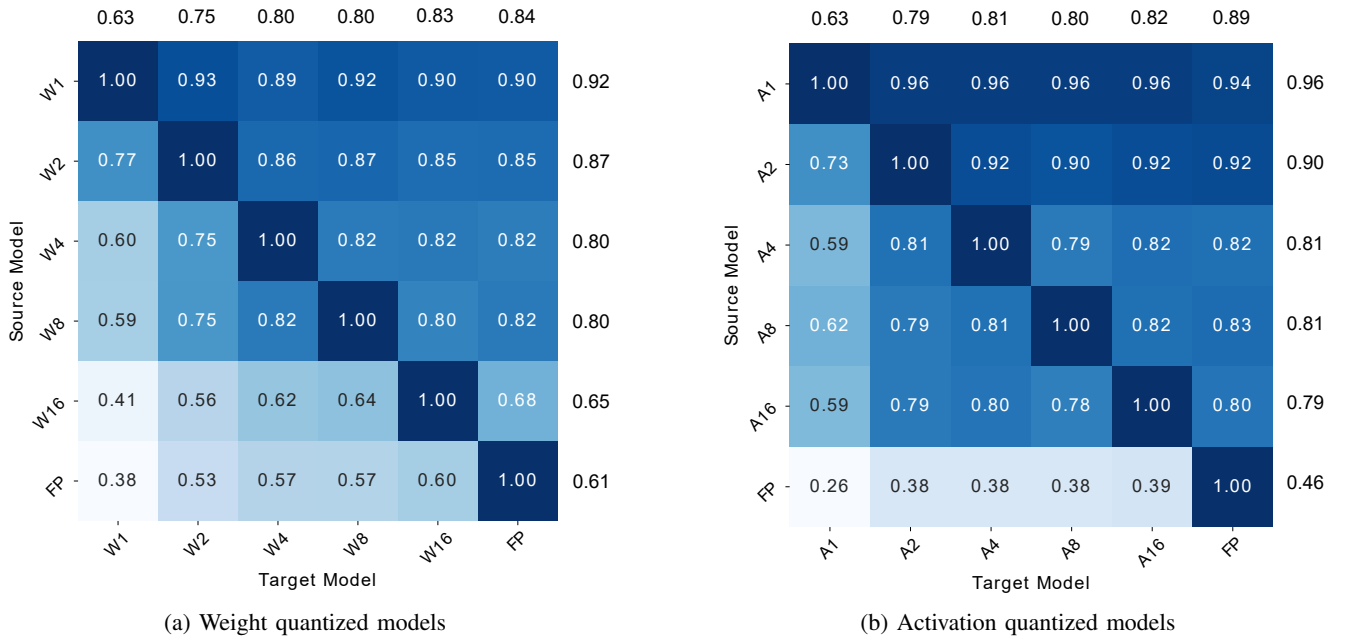 0.63 0.75 0.80 0.80 0.83 0.84
W1 1.00 0.93 0.89 0.92 0.90 0.90 0.92
W2 0.77 1.00 0.86 0.87 0.85 0.85 0.87
W4 0.60 0.75 1.00 0.82 0.82 0.82 0.80
W8 0.59 0.75 0.82 1.00 0.80 0.82 0.80
W16 0.41 0.56 0.62 0.64 1.00 0.68 0.65
FP 0.38 0.53 0.57 0.57 0.60 1.00 0.61
Source Model
W1 W2 W4 W8 W16 FP
Target Model
(a) Weight quantized models
0.63 0.79 0.81 0.80 0.82 0.89
A1 1.00 0.96 0.96 0.96 0.96 0.94 0.96
A2 0.73 1.00 0.92 0.90 0.92 0.92 0.90
A4 0.59 0.81 1.00 0.79 0.82 0.82 0.81
A8 0.62 0.79 0.81 1.00 0.82 0.83 0.81
A16 0.59 0.79 0.80 0.78 1.00 0.80 0.79
FP 0.26 0.38 0.38 0.38 0.39 1.00 0.46
Source Model
A1 A2 A4 A8 A16 FP
Target Model
(b) Activation quantized models